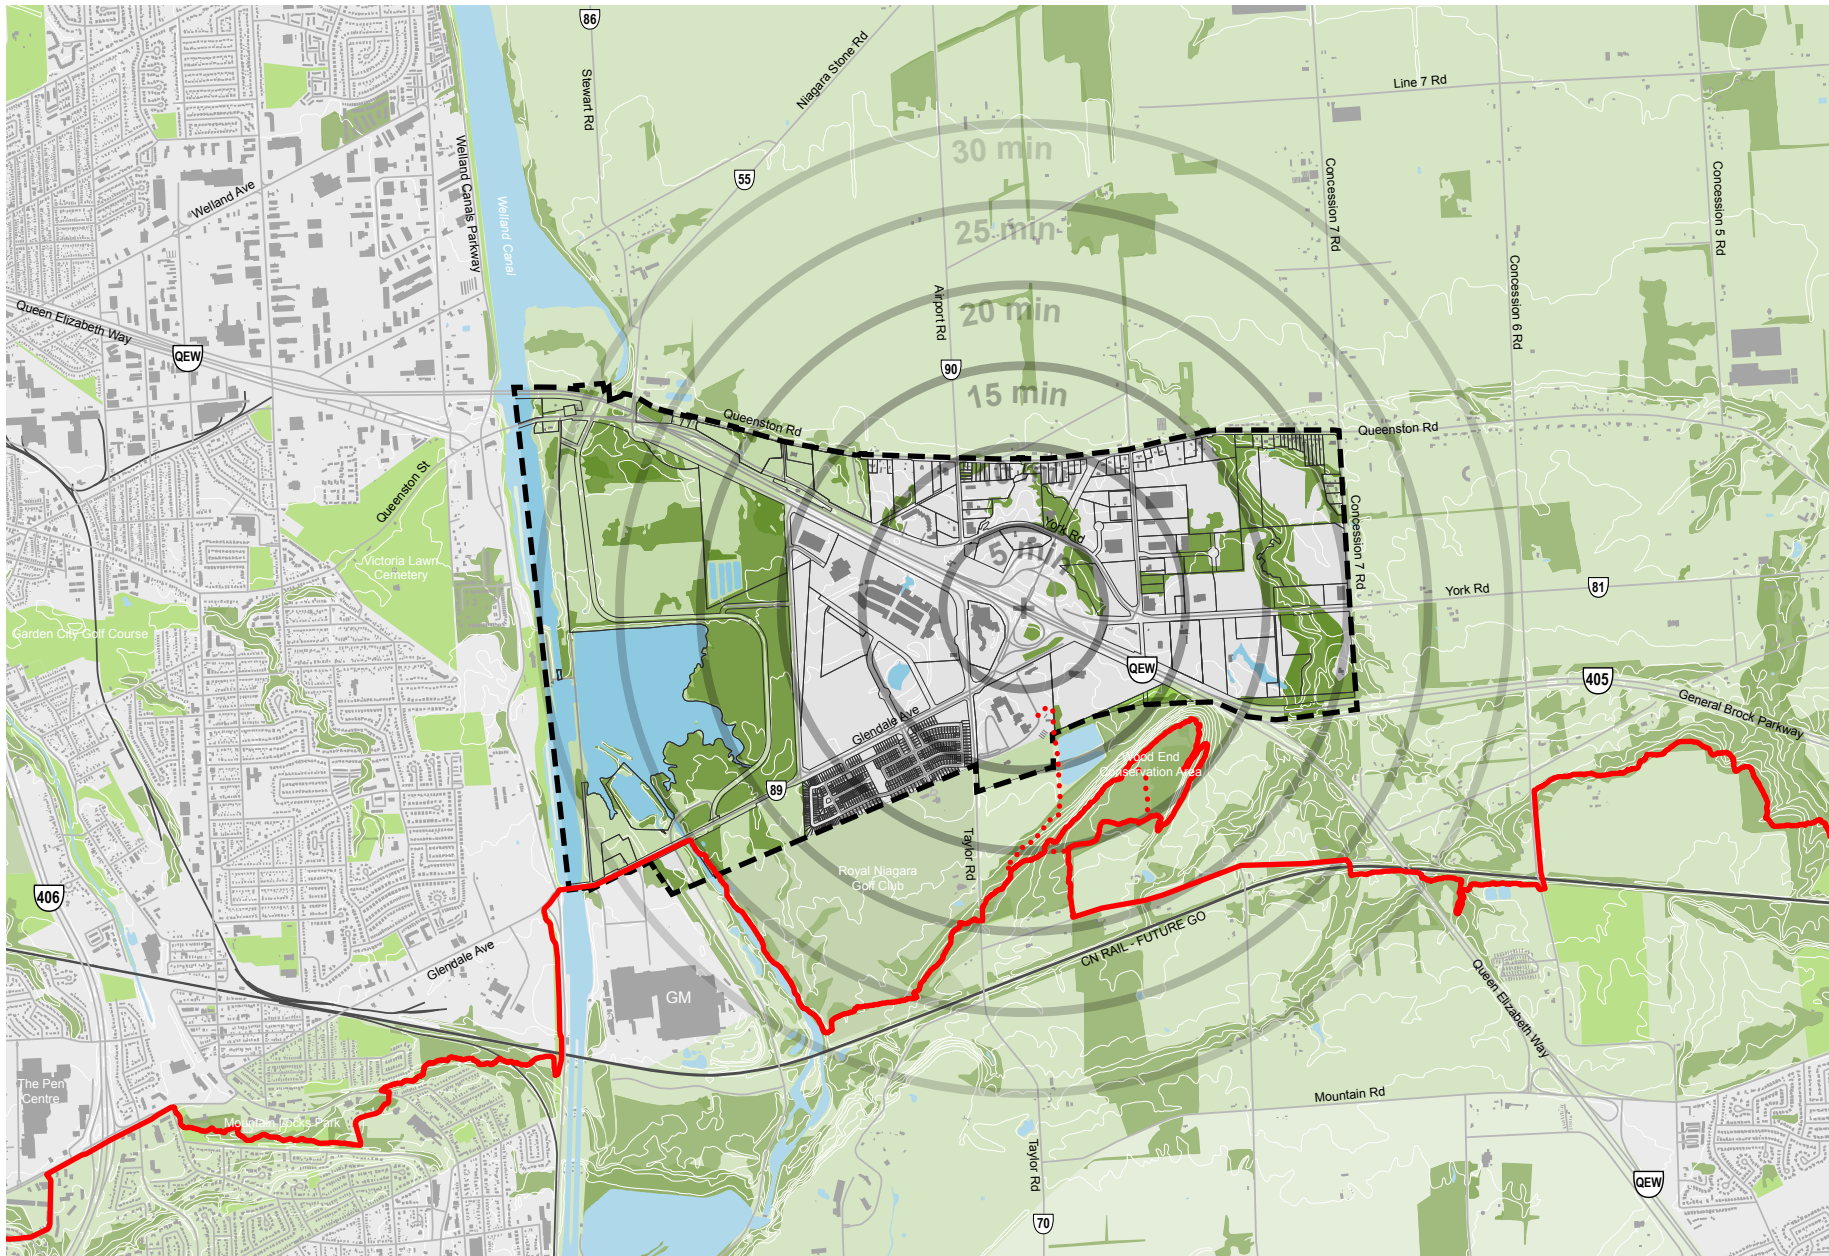 86
Stewart Rd
Niagara Stone Rd
Line 7 Rd
55
30 min
Welland Canals Parkway
Welland Ave
Welland Canal
Concession 7 Rd
Concession 5 Rd
25 min
Airport Rd
Concession 6 Rd
20 min
Queen Elizabeth Way
QEW
90
15 min
Queenston Rd
Queenston Rd
Queenston St
10 min
York Rd
5 min
Concession 7 Rd
Victoria Lawn
Cemetery
York Rd
81
Garden City Golf Course
QEW
405
General Brock Parkway
Glendale Ave
Wood End
Conservation Area
89
Taylor Rd
Royal Niagara
Golf Club
406
CN RAIL - FUTURE GO
Glendale Ave
GM
Queen Elizabeth Way
The Pen
Centre
Mountain Rd
Mountain Locks Park
Taylor Rd
QEW
70